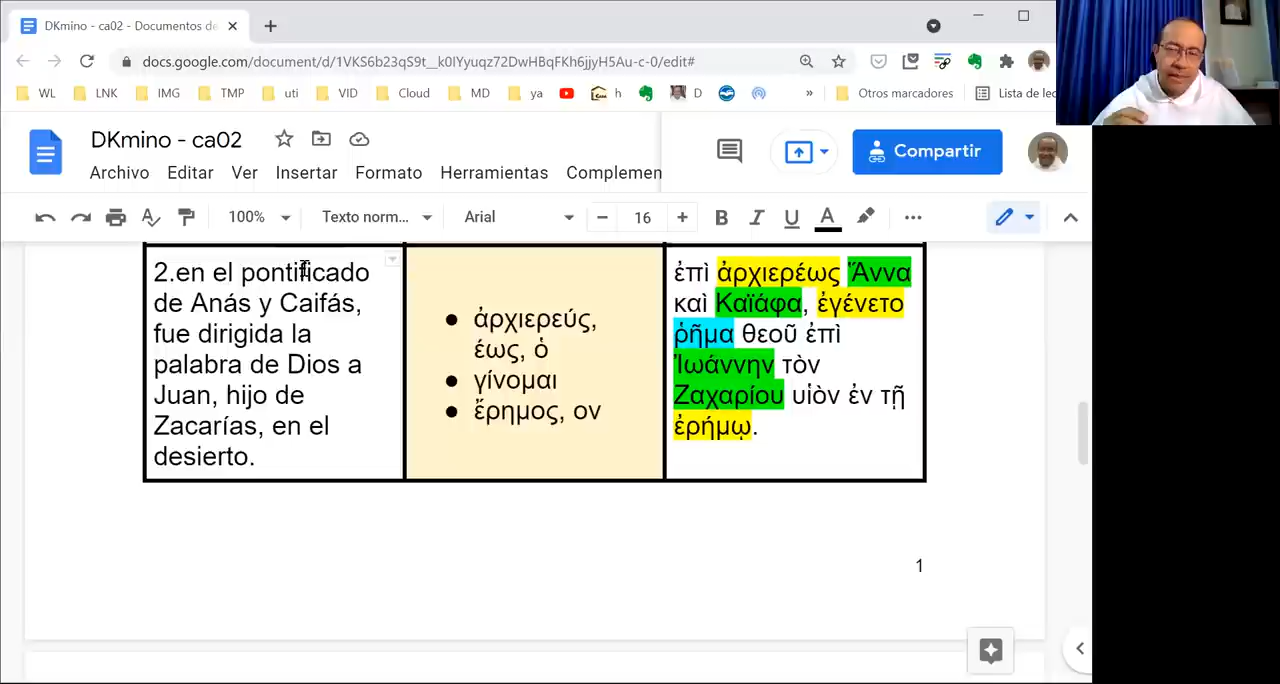 DKmino - ca02 - Documentos de
docs.google.com/document/d/1VKS6b23qS9t__k0lYyuqz72DwHBqFKh6jjyH5Au-c-0/edit#
WL LNK IMG TMP uti VID Cloud MD ya h D » Otros marcadores Lista de lec
DKmino - ca02
Compartir
Archivo Editar Ver Insertar Formato Herramientas Complemen
100% Texto norm... Arial − 16 + B I U A
2.en el pontificado
de Anás y Caifás,
fue dirigida la
palabra de Dios a
Juan, hijo de
Zacarías, en el
desierto.
● ἀρχιερεύς,
έως, ὁ
● γίνομαι
● ἔρημος, ον
ἐπὶ ἀρχιερέως Ἅννα
καὶ Καϊάφα, ἐγένετο
ῥῆμα θεοῦ ἐπὶ
Ἰωάννην τὸν
Ζαχαρίου υἱὸν ἐν τῇ
ἐρήμῳ.
1